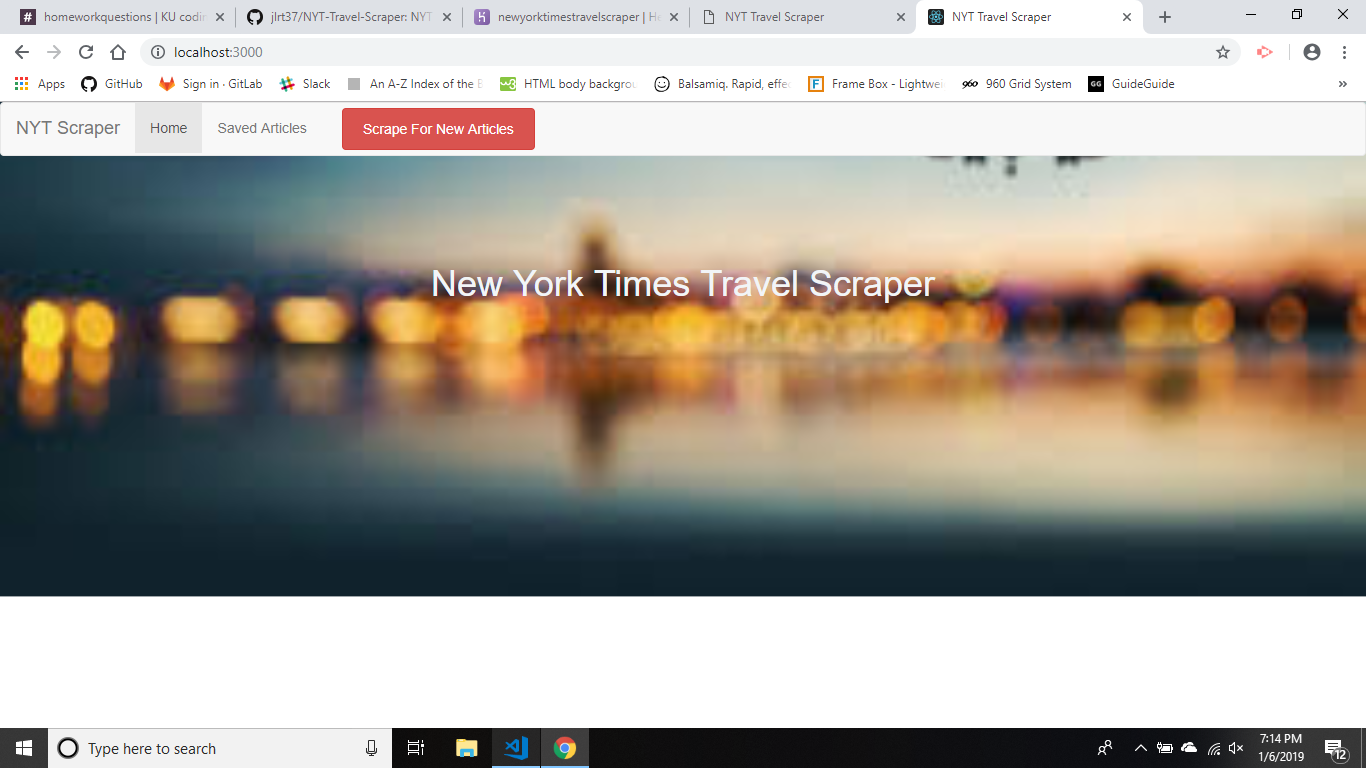 homeworkquestions | KU codin
jlrt37/NYT-Travel-Scraper: NYT
newyorktimestravelscraper | He
NYT Travel Scraper
NYT Travel Scraper
localhost:3000
Apps
GitHub
Sign in · GitLab
Slack
An A-Z Index of the B
HTML body backgrou
Balsamiq. Rapid, effec
Frame Box - Lightwei
960 Grid System
GG
GuideGuide
»
NYT Scraper
Home
Saved Articles
Scrape For New Articles
New York Times Travel Scraper
Type here to search
7:14 PM
1/6/2019
12